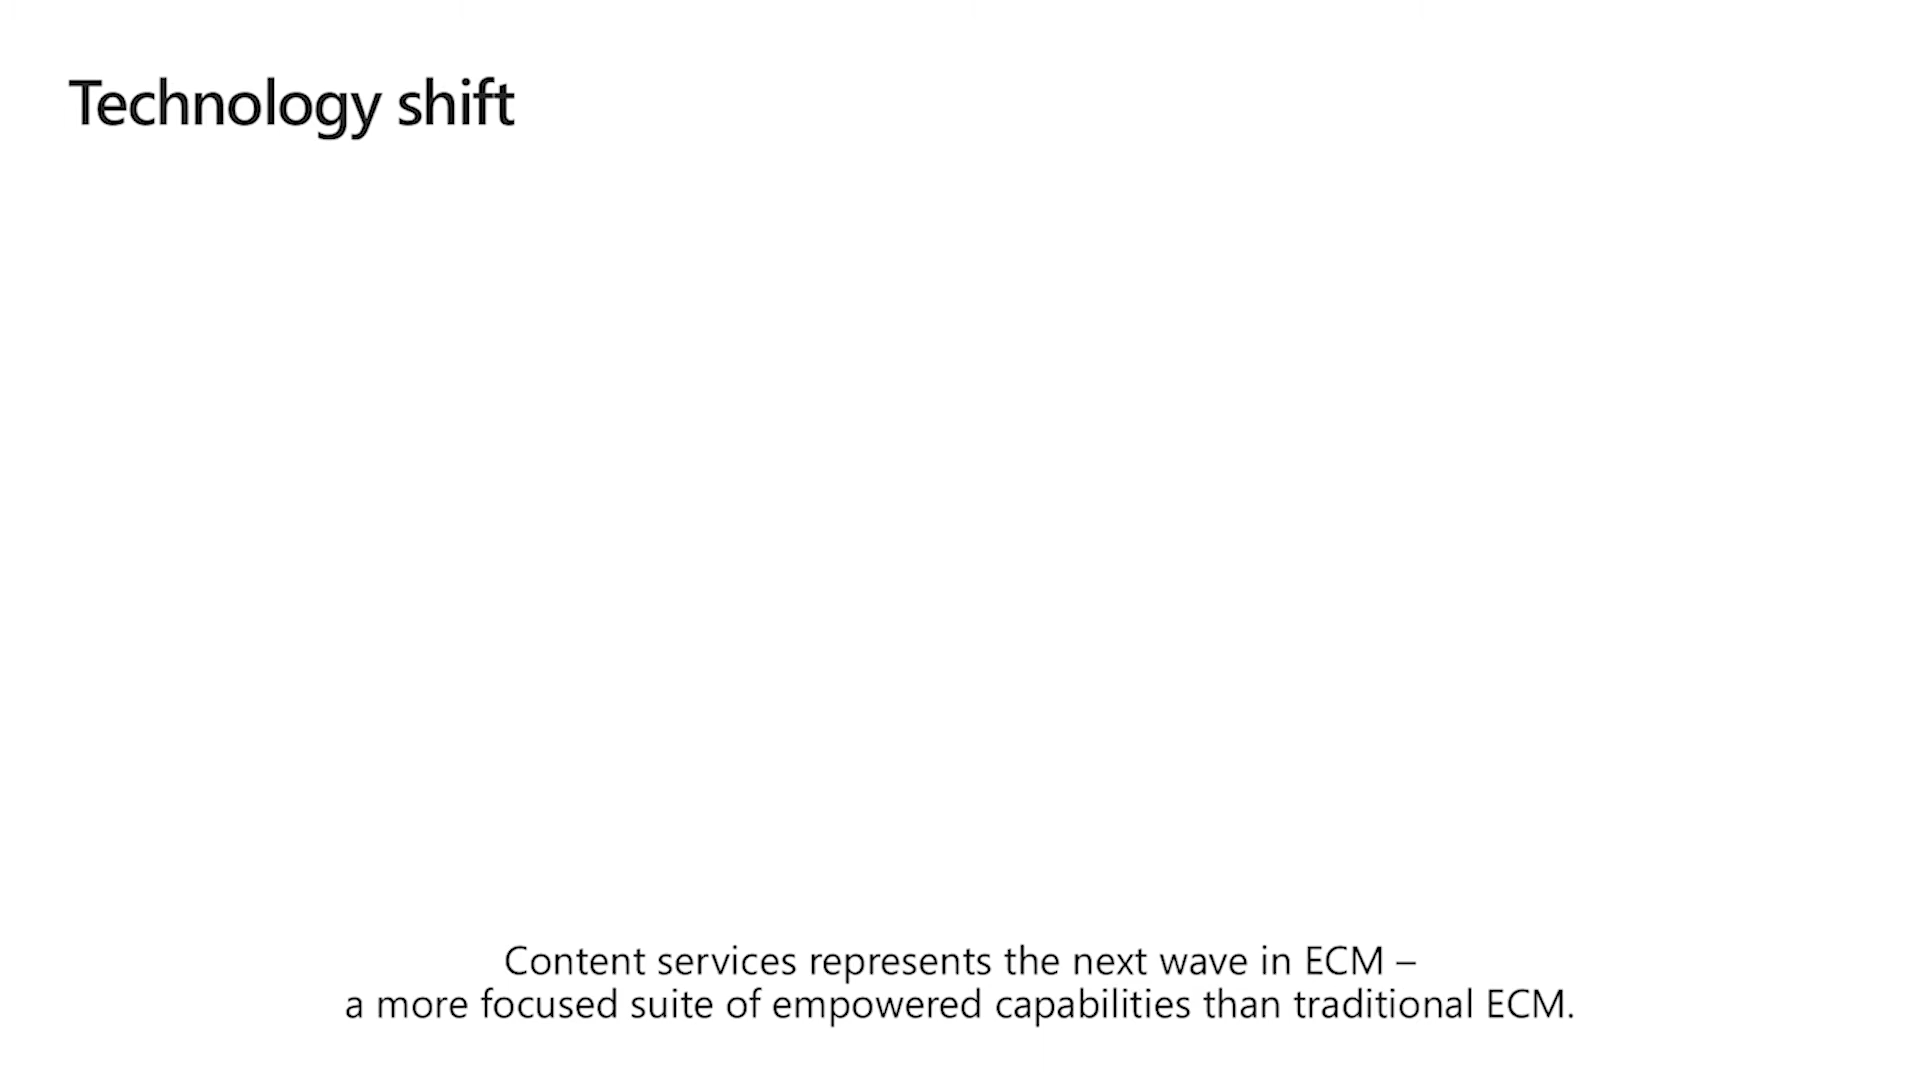 Technology shift
Content services represents the next wave in ECM –
a more focused suite of empowered capabilities than traditional ECM.